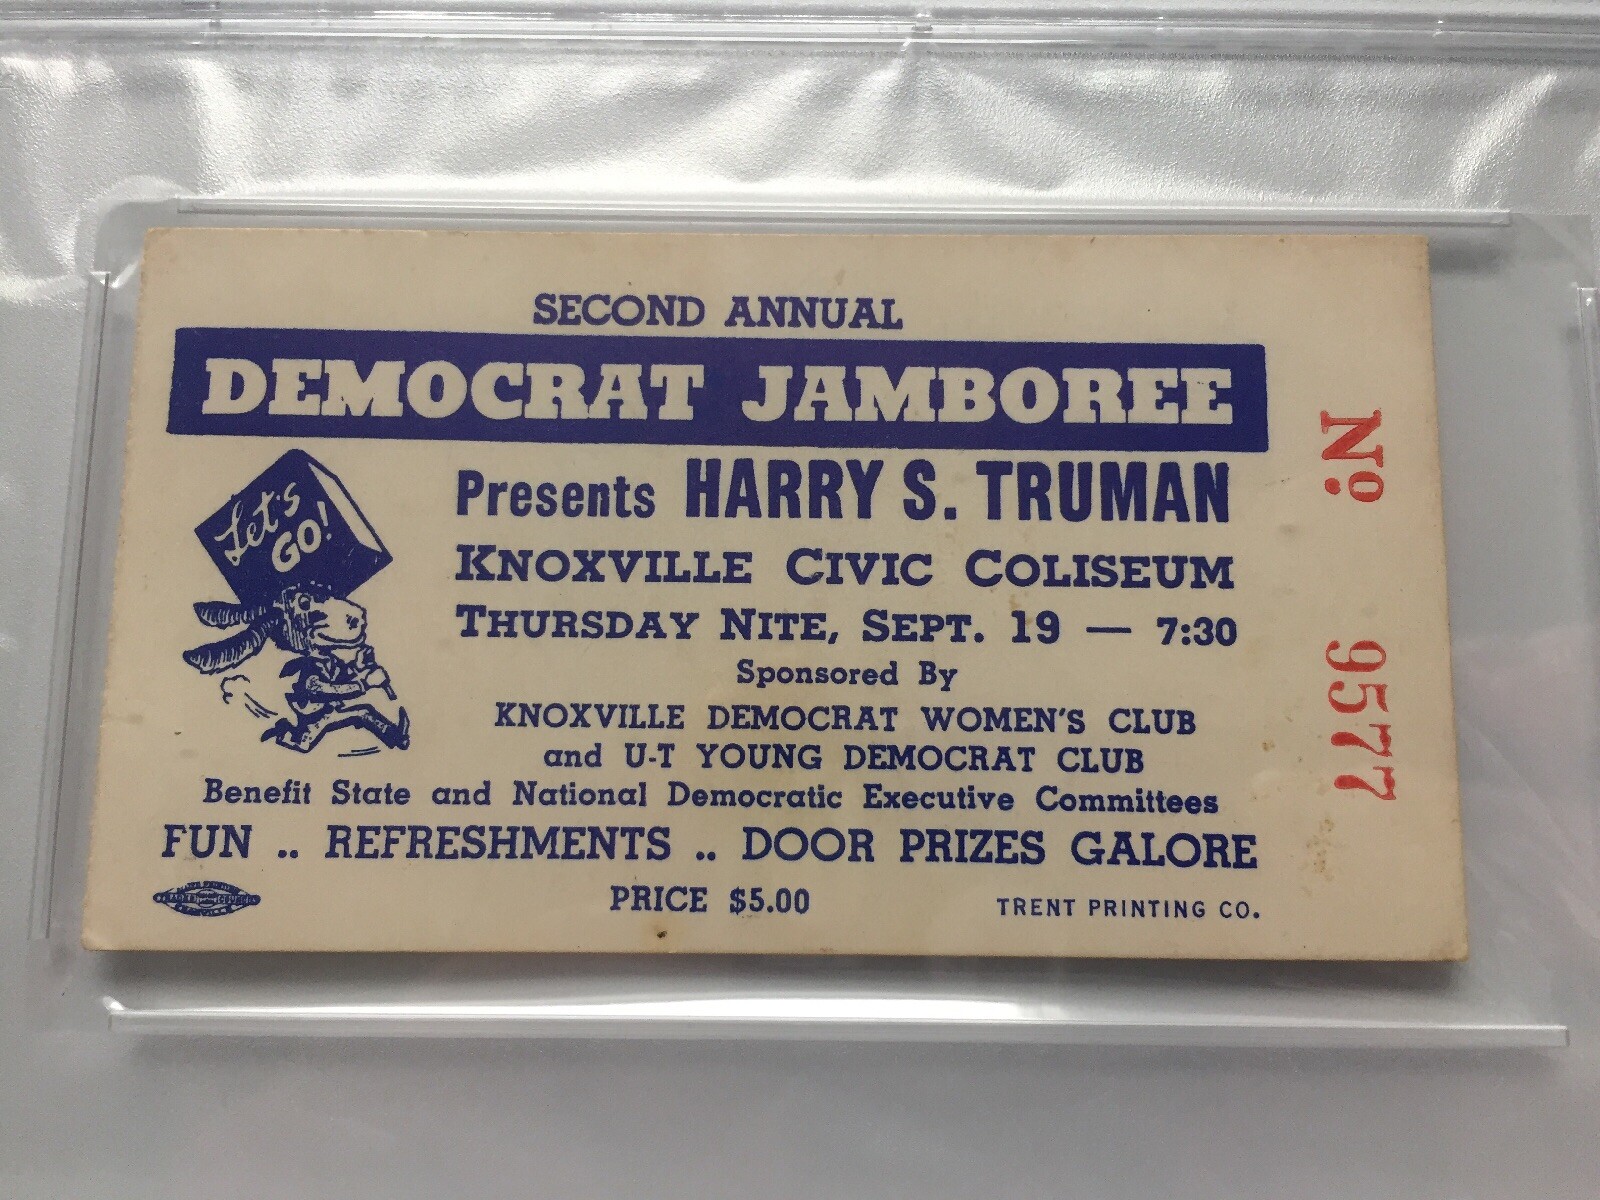 SECOND ANNUAL
DEMOCRAT JAMBOREE
Let's
GO!
Presents HARRY S. TRUMAN
KNOXVILLE CIVIC COLISEUM
THURSDAY NITE, SEPT. 19 — 7:30
Sponsored By
KNOXVILLE DEMOCRAT WOMEN'S CLUB
and U-T YOUNG DEMOCRAT CLUB
Benefit State and National Democratic Executive Committees
FUN .. REFRESHMENTS .. DOOR PRIZES GALORE
PRICE $5.00
TRENT PRINTING CO.
No. 9577